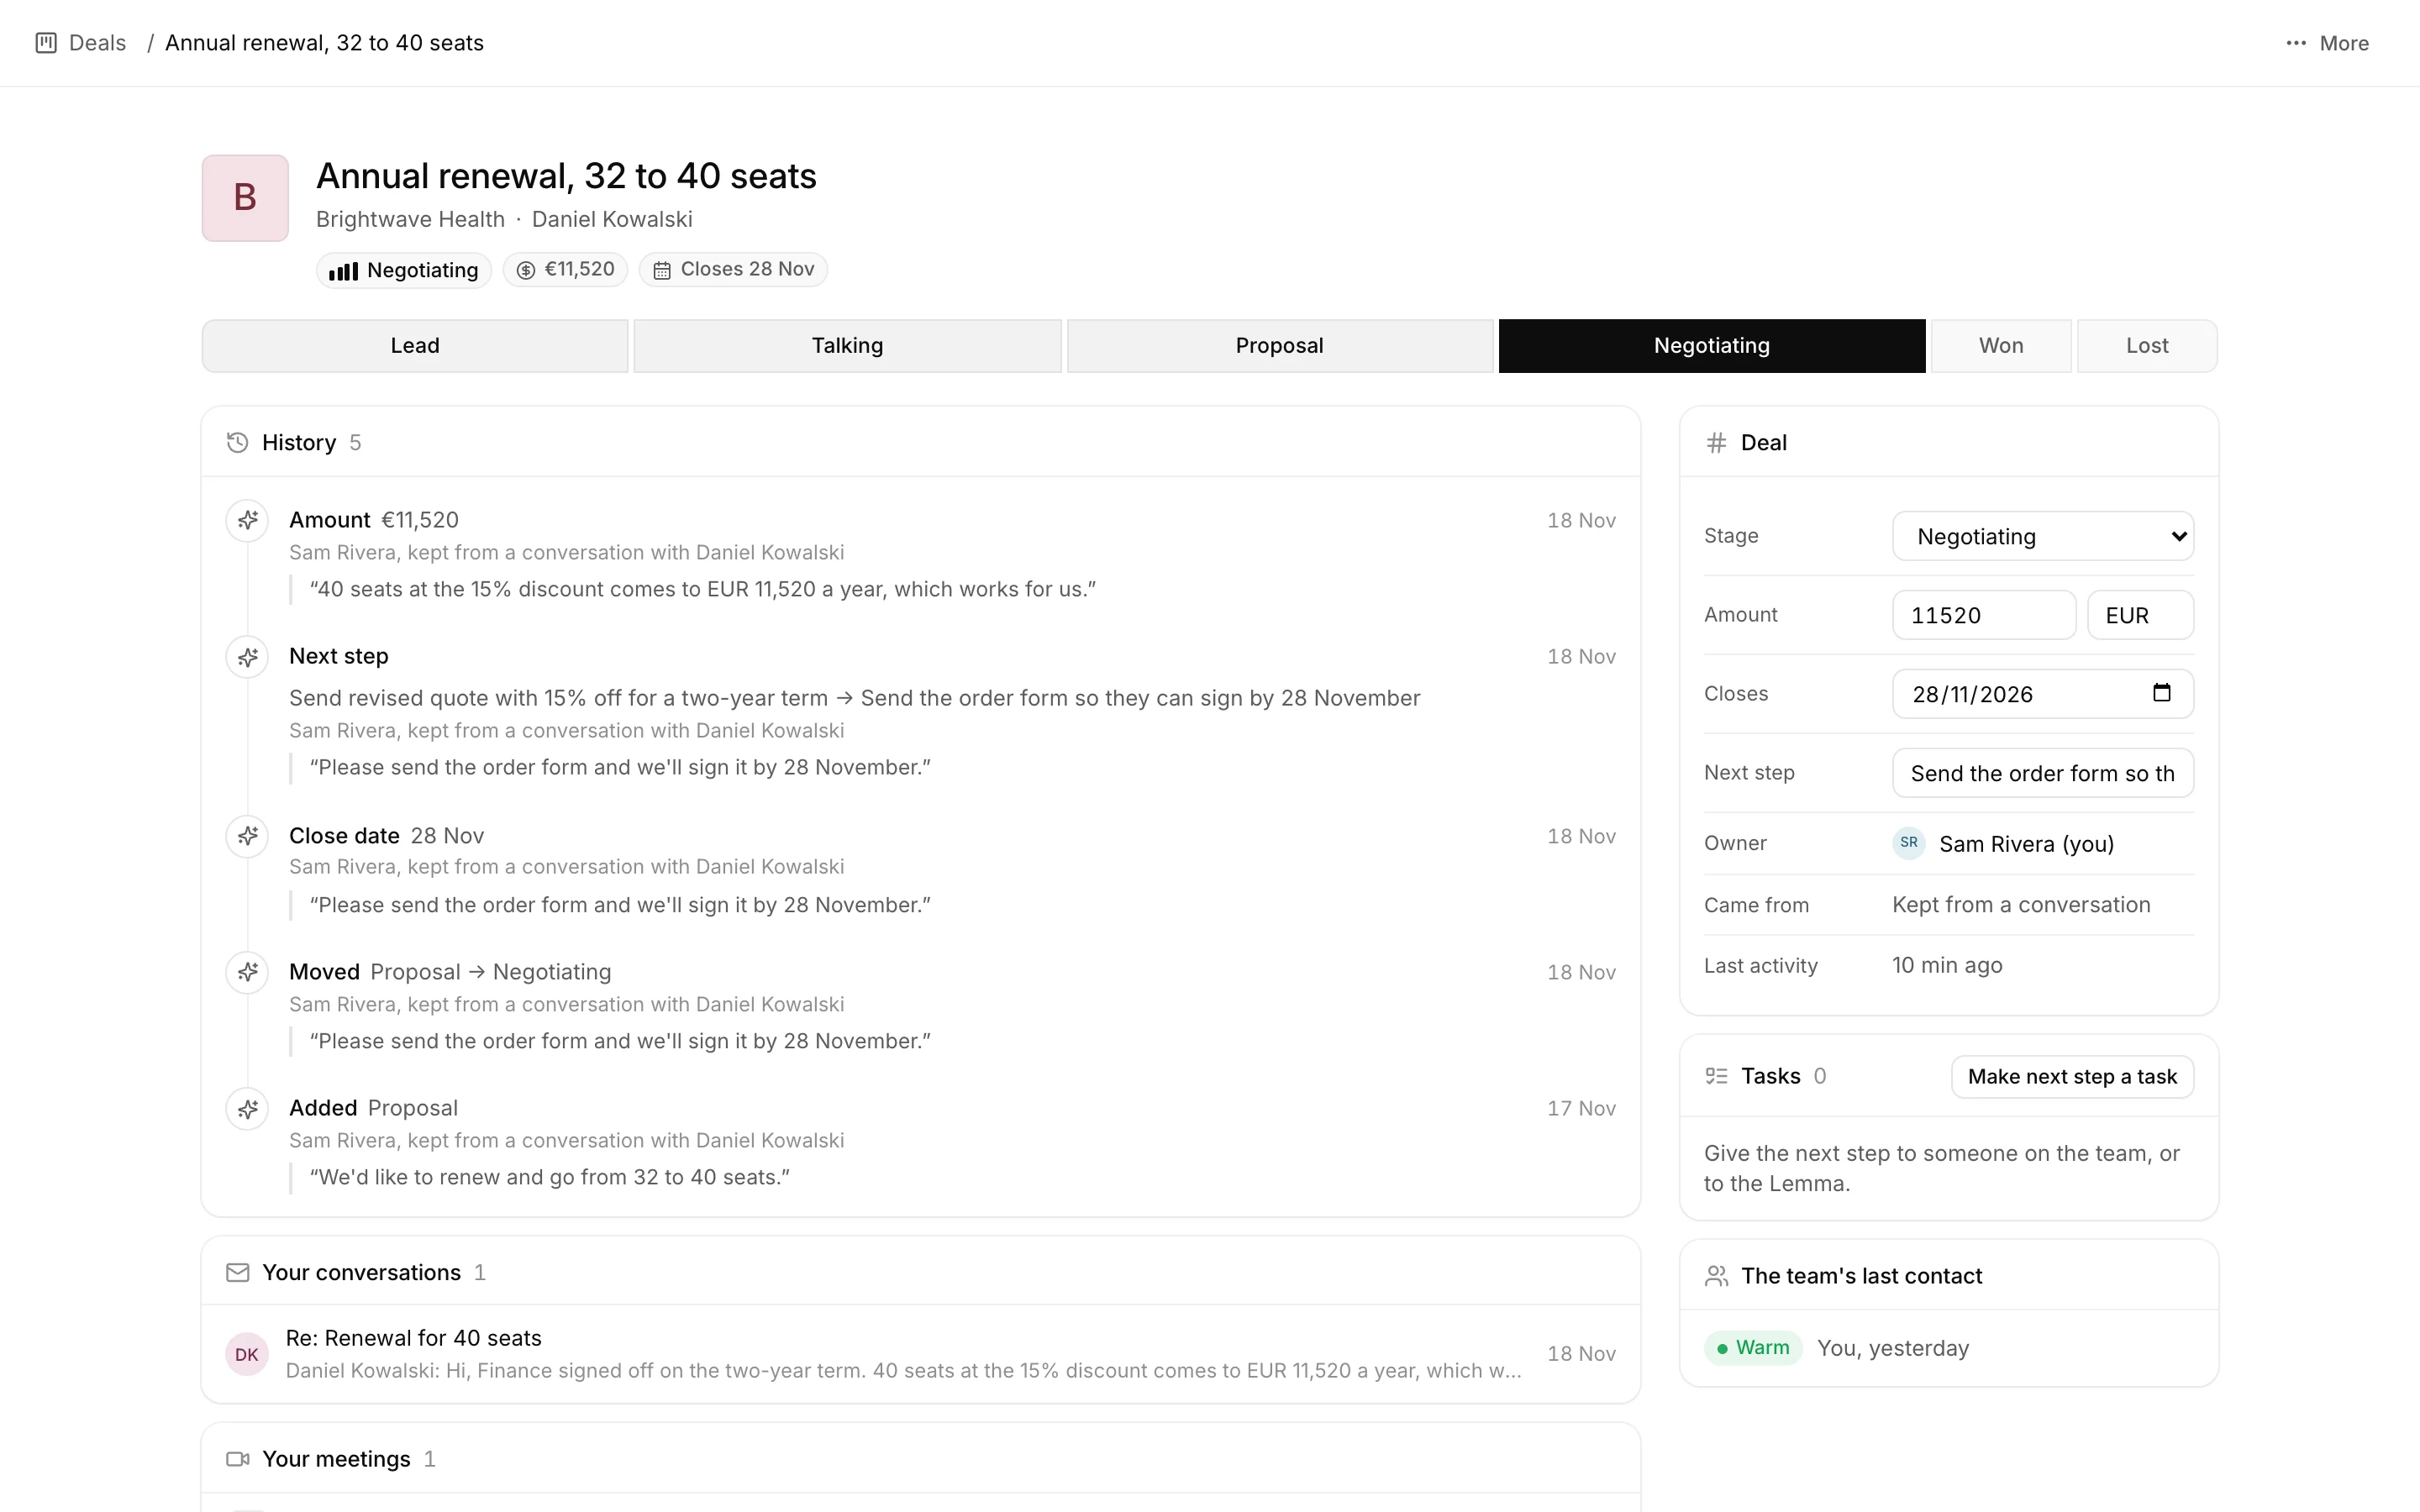 Deals / Annual renewal, 32 to 40 seats
More
B
Annual renewal, 32 to 40 seats
Brightwave Health · Daniel Kowalski
Negotiating €11,520 Closes 28 Nov
Lead Talking Proposal Negotiating Won Lost
History 5
Amount €11,520 18 Nov
Sam Rivera, kept from a conversation with Daniel Kowalski
“40 seats at the 15% discount comes to EUR 11,520 a year, which works for us.”
Next step 18 Nov
Send revised quote with 15% off for a two-year term → Send the order form so they can sign by 28 November
Sam Rivera, kept from a conversation with Daniel Kowalski
“Please send the order form and we'll sign it by 28 November.”
Close date 28 Nov 18 Nov
Sam Rivera, kept from a conversation with Daniel Kowalski
“Please send the order form and we'll sign it by 28 November.”
Moved Proposal → Negotiating 18 Nov
Sam Rivera, kept from a conversation with Daniel Kowalski
“Please send the order form and we'll sign it by 28 November.”
Added Proposal 17 Nov
Sam Rivera, kept from a conversation with Daniel Kowalski
“We'd like to renew and go from 32 to 40 seats.”
Your conversations 1
DK
Re: Renewal for 40 seats 18 Nov
Daniel Kowalski: Hi, Finance signed off on the two-year term. 40 seats at the 15% discount comes to EUR 11,520 a year, which w...
Your meetings 1
Deal
Stage Negotiating
Amount 11520 EUR
Closes 28/11/2026
Next step Send the order form so th
Owner SR Sam Rivera (you)
Came from Kept from a conversation
Last activity 10 min ago
Tasks 0 Make next step a task
Give the next step to someone on the team, or
to the Lemma.
The team's last contact
Warm You, yesterday